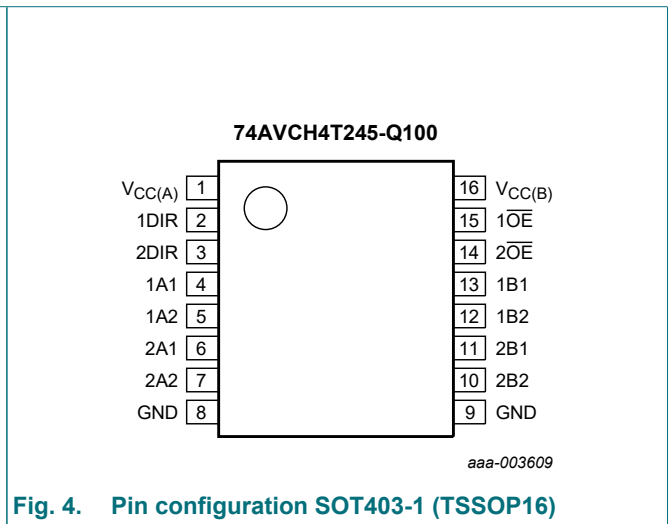 74AVCH4T245-Q100
VCC(A) 1 16 VCC(B)
1DIR 2 15 1O̅E̅
2DIR 3 14 2O̅E̅
1A1 4 13 1B1
1A2 5 12 1B2
2A1 6 11 2B1
2A2 7 10 2B2
GND 8 9 GND
aaa-003609
Fig. 4. Pin configuration SOT403-1 (TSSOP16)